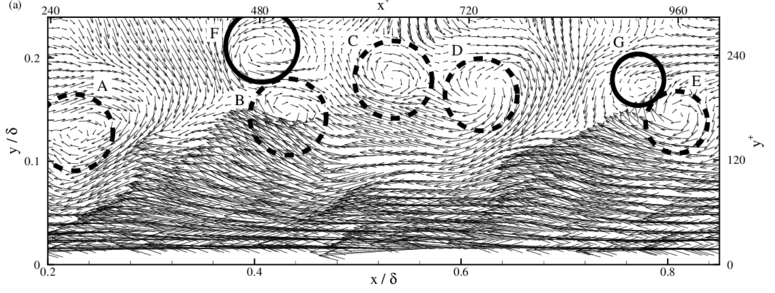 (a)
240 480 x⁺ 720 960
F
G
C
D
0.2
240
A
E
B
y / δ
y⁺
0.1
120
0
0
0.2 0.4 0.6 0.8
x / δ